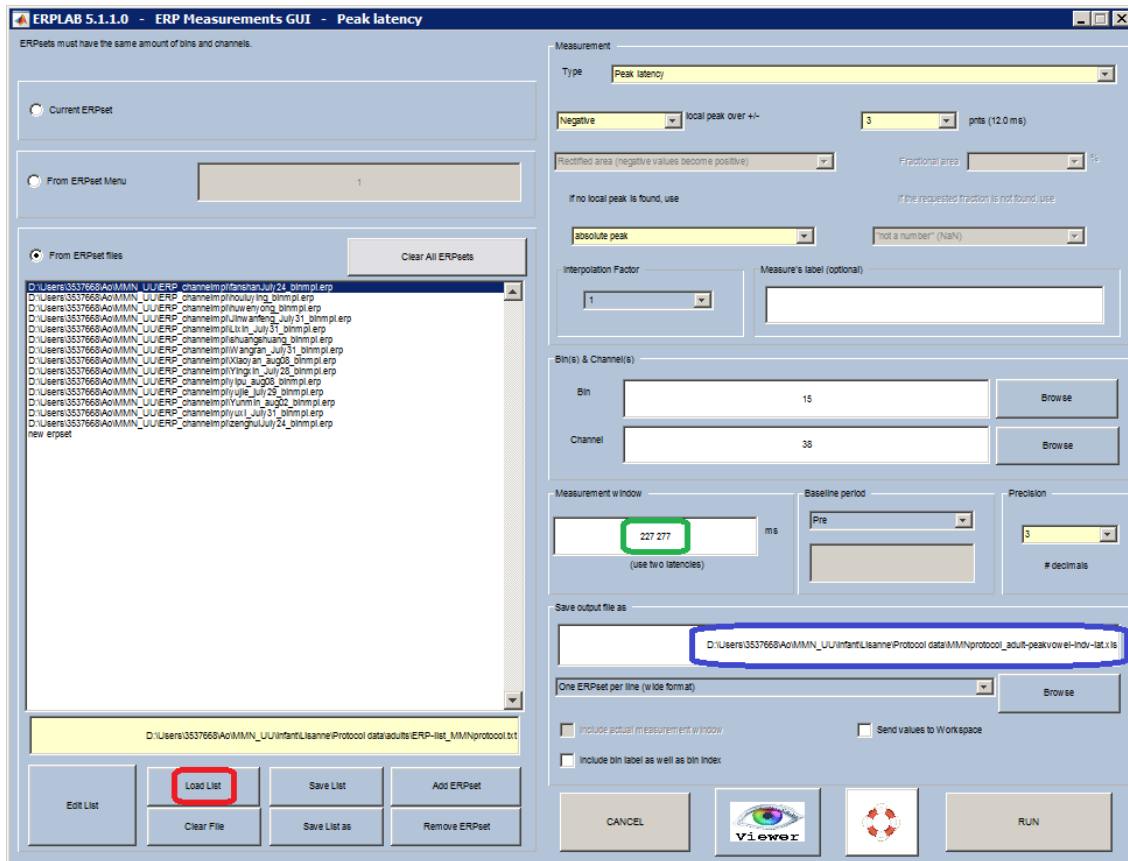 ERPLAB 5.1.1.0 - ERP Measurements GUI - Peak latency
ERPsets must have the same amount of bins and channels.
Current ERPset
From ERPset Menu
1
From ERPset files
Clear All ERPsets
D:\Users\3537668\Ao\MMN_UU\ERP_channelmpl\fanshanJuly24_binmpl.erp
D:\Users\3537668\Ao\MMN_UU\ERP_channelmpl\houluying_binmpl.erp
D:\Users\3537668\Ao\MMN_UU\ERP_channelmpl\huwenyong_binmpl.erp
D:\Users\3537668\Ao\MMN_UU\ERP_channelmpl\Jinwanfeng_July31_binmpl.erp
D:\Users\3537668\Ao\MMN_UU\ERP_channelmpl\Lixin_July31_binmpl.erp
D:\Users\3537668\Ao\MMN_UU\ERP_channelmpl\shuangshuang_binmpl.erp
D:\Users\3537668\Ao\MMN_UU\ERP_channelmpl\Wangran_July31_binmpl.erp
D:\Users\3537668\Ao\MMN_UU\ERP_channelmpl\Xiaoyan_aug08_binmpl.erp
D:\Users\3537668\Ao\MMN_UU\ERP_channelmpl\Yingxin_July28_binmpl.erp
D:\Users\3537668\Ao\MMN_UU\ERP_channelmpl\yipu_aug08_binmpl.erp
D:\Users\3537668\Ao\MMN_UU\ERP_channelmpl\yujie_july29_binmpl.erp
D:\Users\3537668\Ao\MMN_UU\ERP_channelmpl\Yunmin_aug02_binmpl.erp
D:\Users\3537668\Ao\MMN_UU\ERP_channelmpl\yuxi_July31_binmpl.erp
D:\Users\3537668\Ao\MMN_UU\ERP_channelmpl\zenghuiJuly24_binmpl.erp
new erpset
D:\Users\3537668\Ao\MMN_UU\Infant\Lisanne\Protocol data\adults\ERP-list_MMNprotocol.txt
Edit List
Load List
Save List
Add ERPset
Clear File
Save List as
Remove ERPset
Measurement
Type
Peak latency
Negative
local peak over +/-
3
pnts (12.0 ms)
Rectified area (negative values become positive)
Fractional area
%
if no local peak is found, use
if the requested fraction is not found, use
absolute peak
"not a number" (NaN)
Interpolation Factor
1
Measure's label (optional)
Bin(s) & Channel(s)
Bin
15
Browse
Channel
38
Browse
Measurement window
227 277
ms
(use two latencies)
Baseline period
Pre
Precision
3
# decimals
Save output file as
D:\Users\3537668\Ao\MMN_UU\Infant\Lisanne\Protocol data\MMNprotocol_adult-peakvowel-indv-lat.xls
One ERPset per line (wide format)
Browse
Include actual measurement window
Send values to Workspace
Include bin label as well as bin index
CANCEL
Viewer
RUN